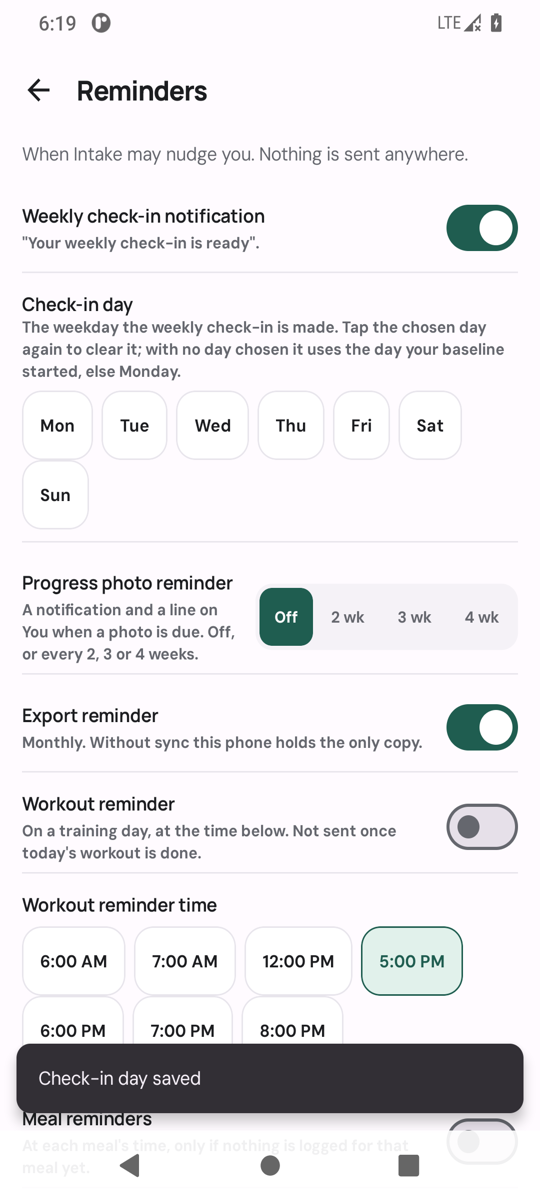 6:19
LTE
Reminders
When Intake may nudge you. Nothing is sent anywhere.
Weekly check-in notification
"Your weekly check-in is ready".
Check-in day
The weekday the weekly check-in is made. Tap the chosen day
again to clear it; with no day chosen it uses the day your baseline
started, else Monday.
Mon Tue Wed Thu Fri Sat
Sun
Progress photo reminder
A notification and a line on
You when a photo is due. Off,
or every 2, 3 or 4 weeks.
Off 2 wk 3 wk 4 wk
Export reminder
Monthly. Without sync this phone holds the only copy.
Workout reminder
On a training day, at the time below. Not sent once
today's workout is done.
Workout reminder time
6:00 AM 7:00 AM 12:00 PM 5:00 PM
6:00 PM 7:00 PM 8:00 PM
Check-in day saved
Meal reminders
At each meal's time, only if nothing is logged for that
meal yet.